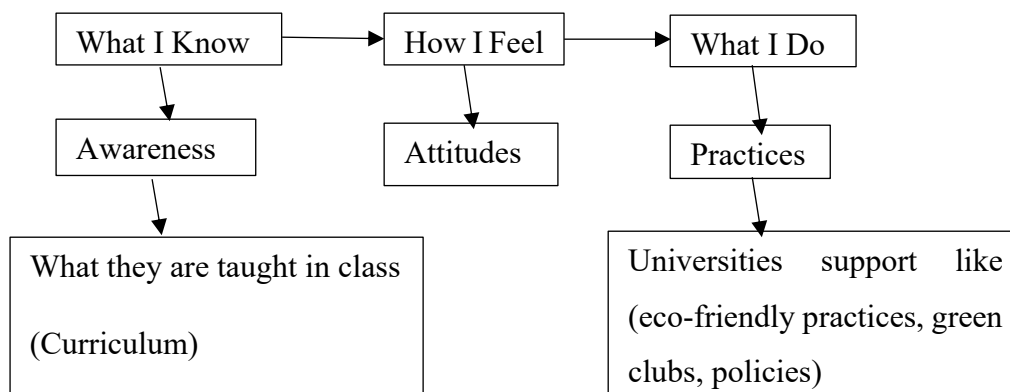 What I Know
How I Feel
What I Do
Awareness
Attitudes
Practices
What they are taught in class
(Curriculum)
Universities support like
(eco-friendly practices, green
clubs, policies)